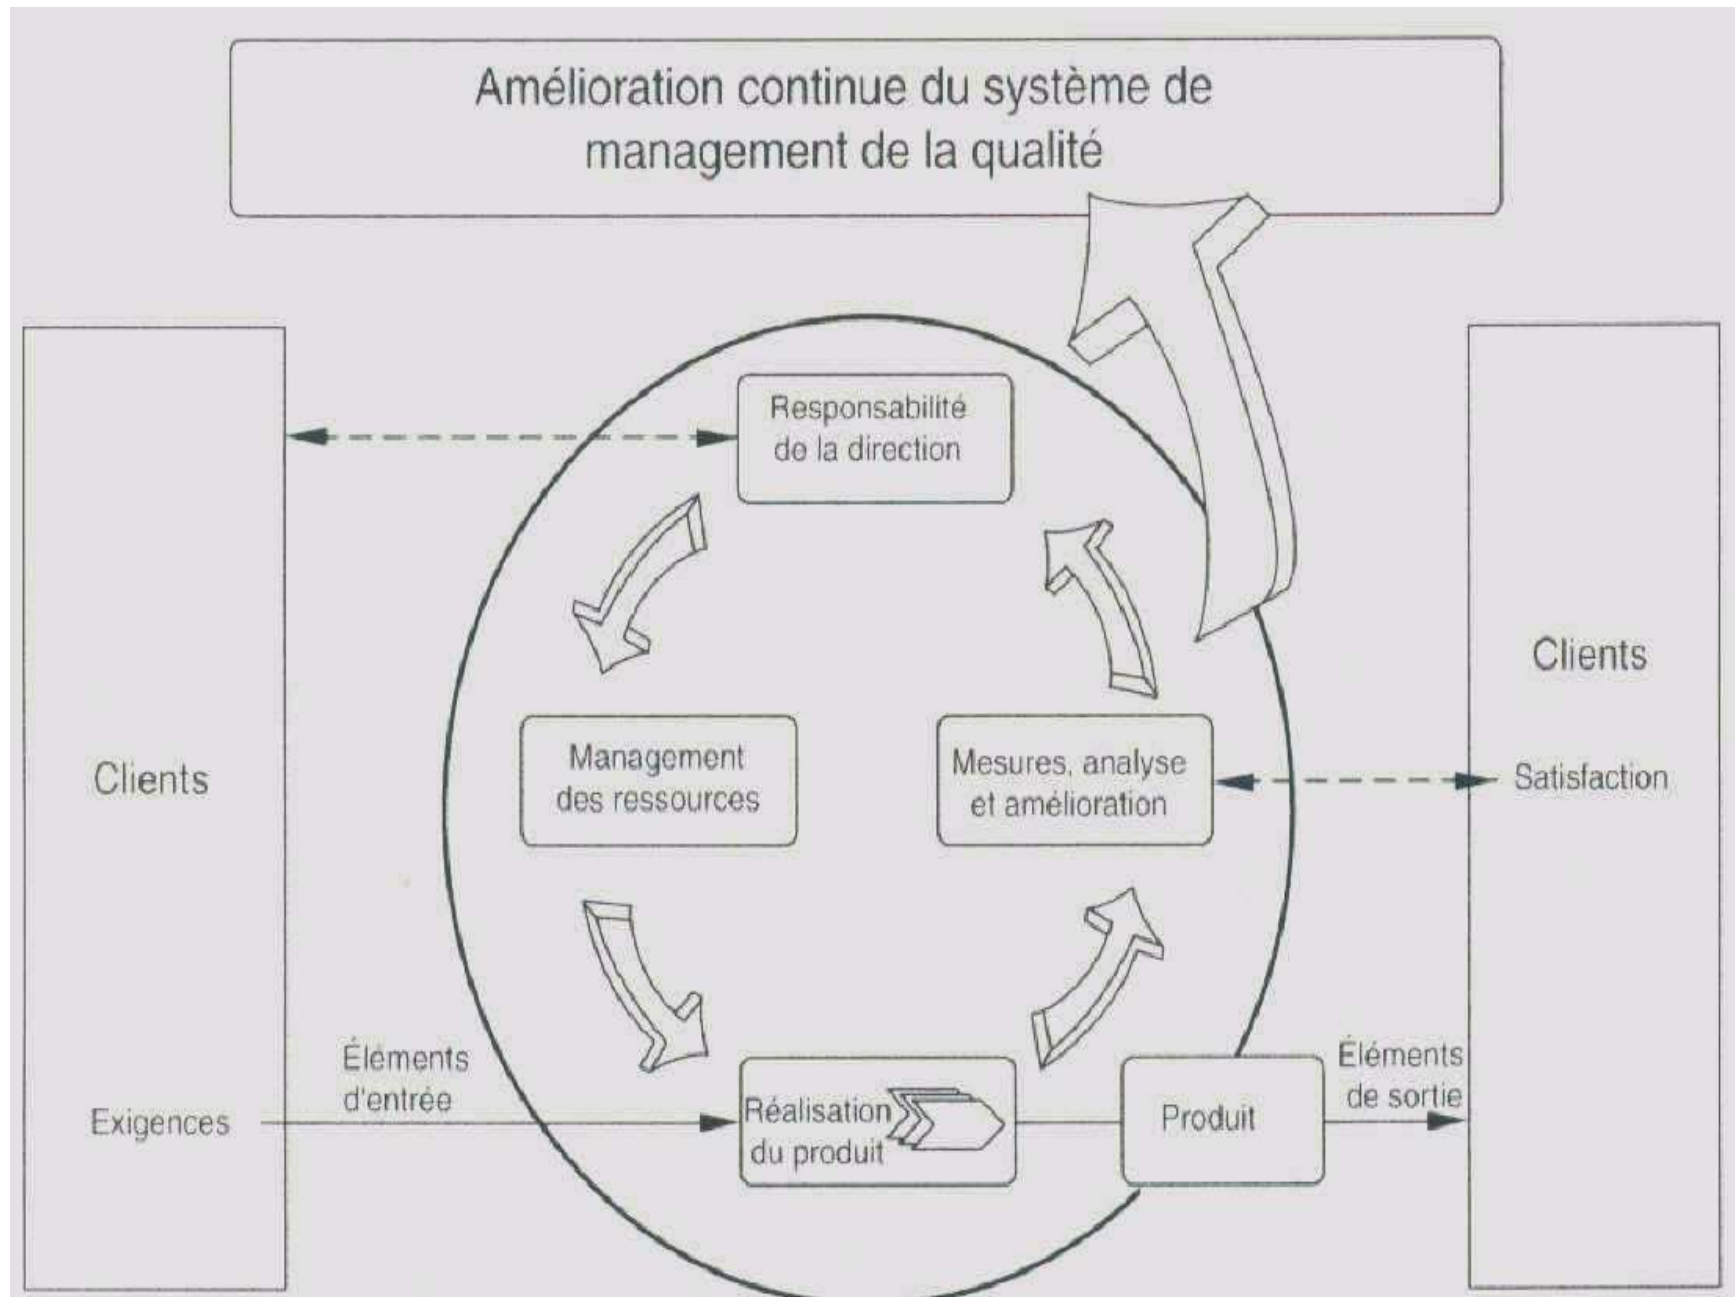 Amélioration continue du système de
management de la qualité
Responsabilité
de la direction
Clients
Management
des ressources
Mesures, analyse
et amélioration
Clients
Satisfaction
Éléments
d'entrée
Exigences
Réalisation
du produit
Produit
Éléments
de sortie